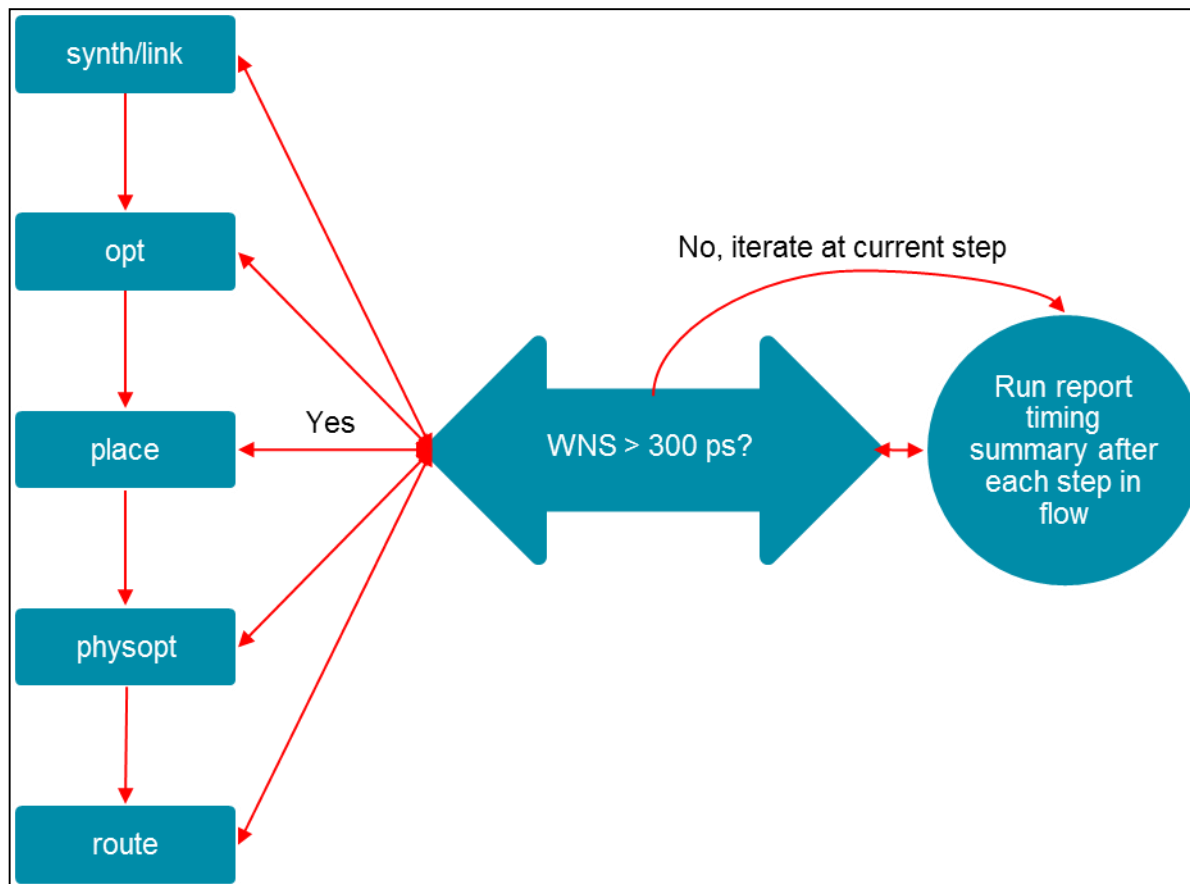 synth/link
opt
No, iterate at current step
place
Yes
WNS > 300 ps?
Run report
timing
summary after
each step in
flow
physopt
route